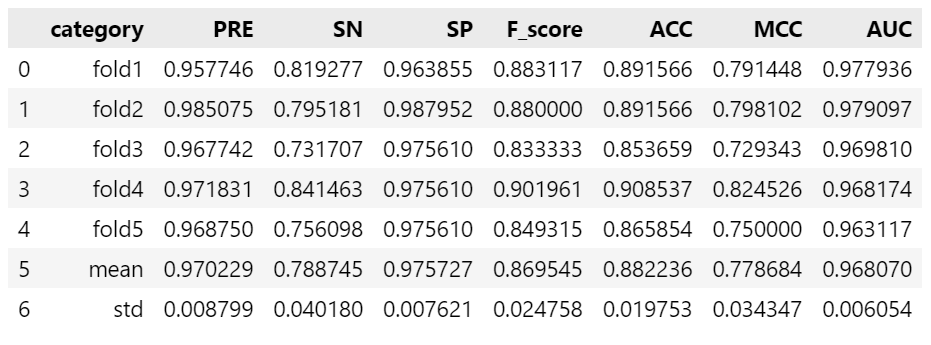 category PRE SN SP F_score ACC MCC AUC
0 fold1 0.957746 0.819277 0.963855 0.883117 0.891566 0.791448 0.977936
1 fold2 0.985075 0.795181 0.987952 0.880000 0.891566 0.798102 0.979097
2 fold3 0.967742 0.731707 0.975610 0.833333 0.853659 0.729343 0.969810
3 fold4 0.971831 0.841463 0.975610 0.901961 0.908537 0.824526 0.968174
4 fold5 0.968750 0.756098 0.975610 0.849315 0.865854 0.750000 0.963117
5 mean 0.970229 0.788745 0.975727 0.869545 0.882236 0.778684 0.968070
6 std 0.008799 0.040180 0.007621 0.024758 0.019753 0.034347 0.006054